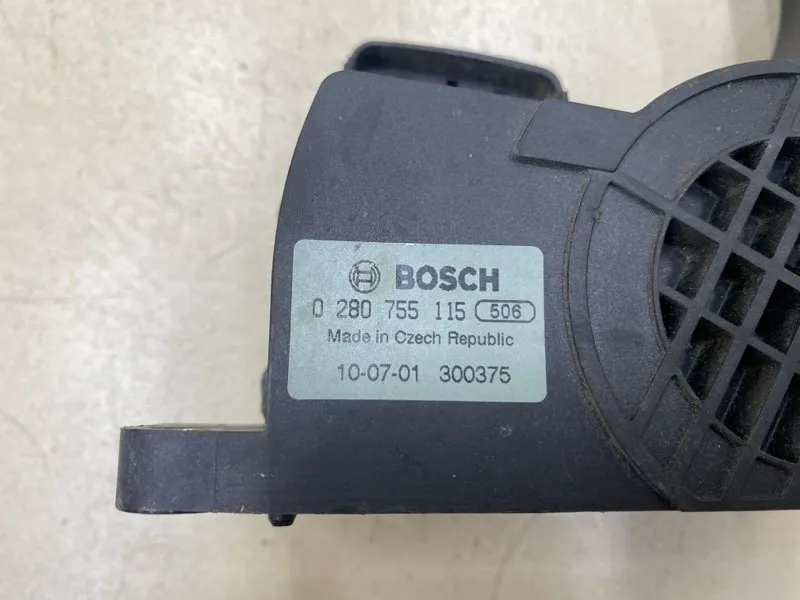 BOSCH
0 280 755 115 506
Made in Czech Republic
10-07-01 300375